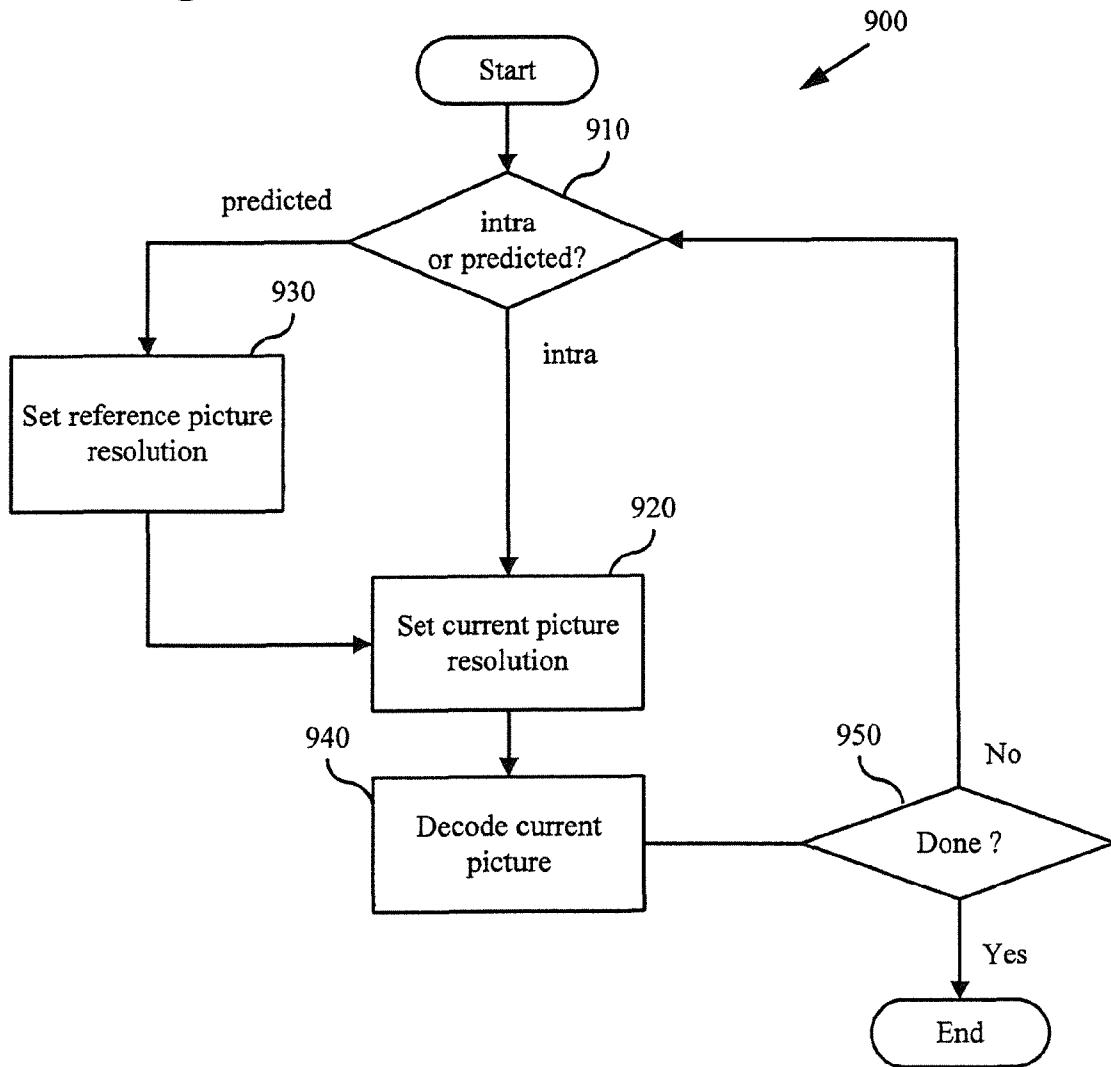 900
Start
910
predicted
intra
or predicted?
930
intra
Set reference picture
resolution
920
Set current picture
resolution
940
950
No
Decode current
picture
Done ?
Yes
End